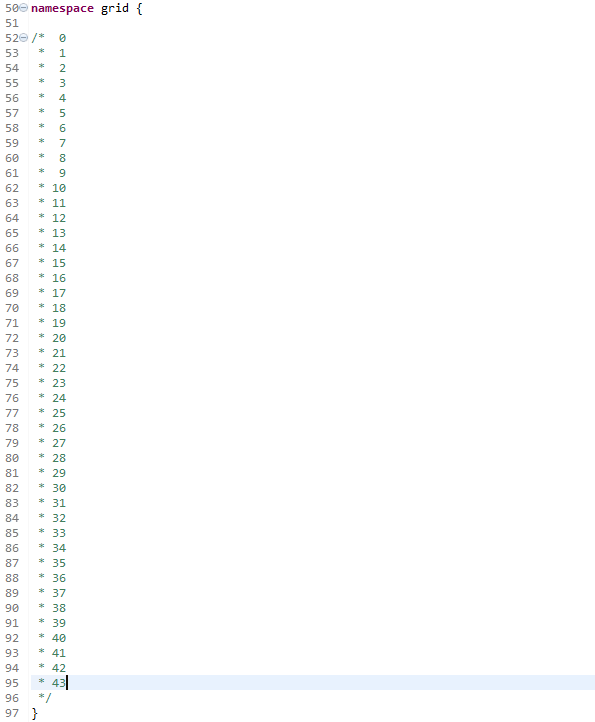 50 namespace grid {
51
52 /*  0
53  *  1
54  *  2
55  *  3
56  *  4
57  *  5
58  *  6
59  *  7
60  *  8
61  *  9
62  * 10
63  * 11
64  * 12
65  * 13
66  * 14
67  * 15
68  * 16
69  * 17
70  * 18
71  * 19
72  * 20
73  * 21
74  * 22
75  * 23
76  * 24
77  * 25
78  * 26
79  * 27
80  * 28
81  * 29
82  * 30
83  * 31
84  * 32
85  * 33
86  * 34
87  * 35
88  * 36
89  * 37
90  * 38
91  * 39
92  * 40
93  * 41
94  * 42
95  * 43
96  */
97 }